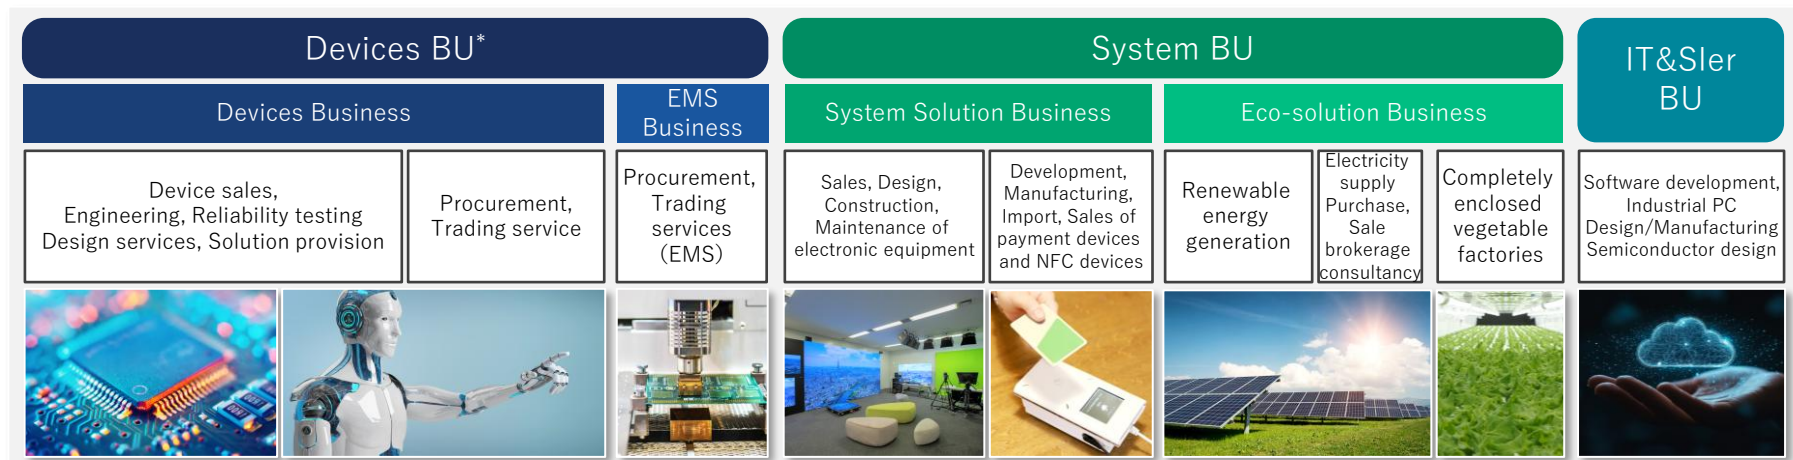 Devices BU*
System BU
IT&SIer
BU
Devices Business
EMS
Business
System Solution Business
Eco-solution Business
Device sales,
Engineering, Reliability testing
Design services, Solution provision
Procurement,
Trading service
Procurement,
Trading
services
(EMS)
Sales, Design,
Construction,
Maintenance of
electronic equipment
Development,
Manufacturing,
Import, Sales of
payment devices
and NFC devices
Renewable
energy
generation
Electricity
supply
Purchase,
Sale
brokerage
consultancy
Completely
enclosed
vegetable
factories
Software development,
Industrial PC
Design/Manufacturing
Semiconductor design